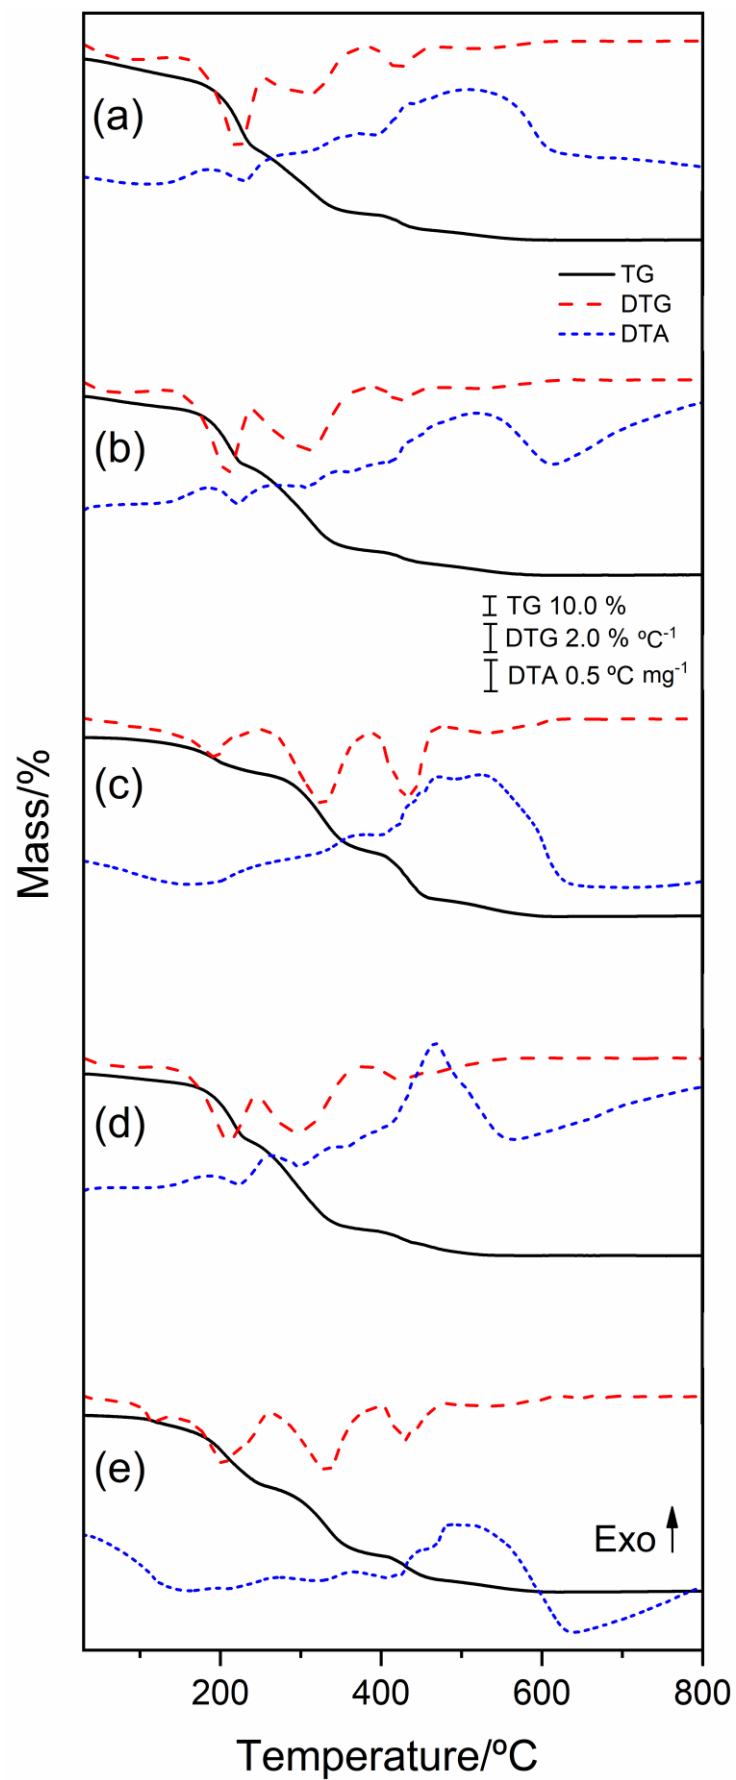 (a)
TG
DTG
DTA
(b)
TG 10.0 %
DTG 2.0 % ºC-1
DTA 0.5 ºC mg-1
Mass/%
(c)
(d)
(e)
Exo
200 400 600 800
Temperature/ºC